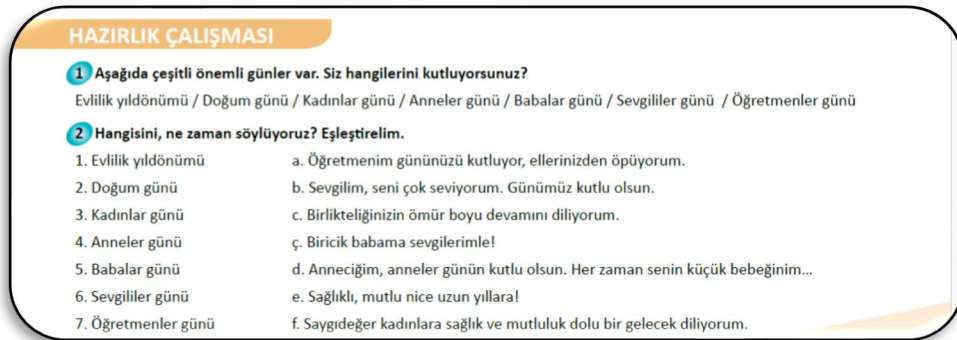 HAZIRLIK ÇALIŞMASI
1 Aşağıda çeşitli önemli günler var. Siz hangilerini kutluyorsunuz?
Evlilik yıldönümü / Doğum günü / Kadınlar günü / Anneler günü / Babalar günü / Sevgililer günü / Öğretmenler günü
2 Hangisini, ne zaman söylüyoruz? Eşleştirelim.
1. Evlilik yıldönümü a. Öğretmenim gününüzü kutluyor, ellerinizden öpüyorum.
2. Doğum günü b. Sevgilim, seni çok seviyorum. Günümüz kutlu olsun.
3. Kadınlar günü c. Birlikteliğinizin ömür boyu devamını diliyorum.
4. Anneler günü ç. Biricik babama sevgilerimle!
5. Babalar günü d. Anneciğim, anneler günün kutlu olsun. Her zaman senin küçük bebeğinim...
6. Sevgililer günü e. Sağlıklı, mutlu nice uzun yıllara!
7. Öğretmenler günü f. Saygıdeğer kadınlara sağlık ve mutluluk dolu bir gelecek diliyorum.